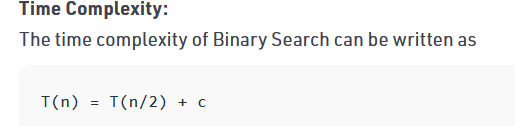 Time Complexity:
The time complexity of Binary Search can be written as
T(n) = T(n/2) + c